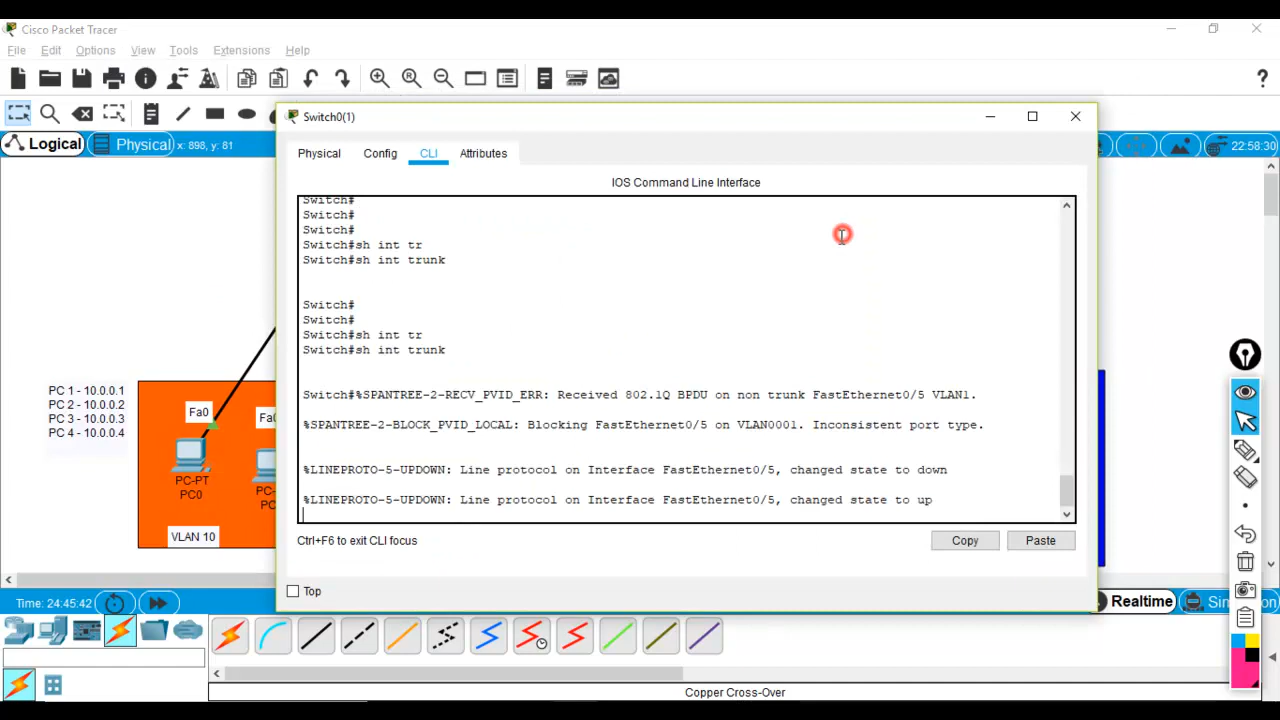 Cisco Packet Tracer
File Edit Options View Tools Extensions Help
Logical
Physical
x: 898, y: 81
22:58:30
Switch0(1)
Physical Config CLI Attributes
IOS Command Line Interface
Switch#
Switch#
Switch#
Switch#sh int tr
Switch#sh int trunk
Switch#
Switch#
Switch#sh int tr
Switch#sh int trunk
Switch#%SPANTREE-2-RECV_PVID_ERR: Received 802.1Q BPDU on non trunk FastEthernet0/5 VLAN1.
%SPANTREE-2-BLOCK_PVID_LOCAL: Blocking FastEthernet0/5 on VLAN0001. Inconsistent port type.
%LINEPROTO-5-UPDOWN: Line protocol on Interface FastEthernet0/5, changed state to down
%LINEPROTO-5-UPDOWN: Line protocol on Interface FastEthernet0/5, changed state to up
Ctrl+F6 to exit CLI focus
Copy
Paste
Top
PC 1 - 10.0.0.1
PC 2 - 10.0.0.2
PC 3 - 10.0.0.3
PC 4 - 10.0.0.4
Fa0
PC-PT
PC0
VLAN 10
Time: 24:45:42
Realtime
Copper Cross-Over